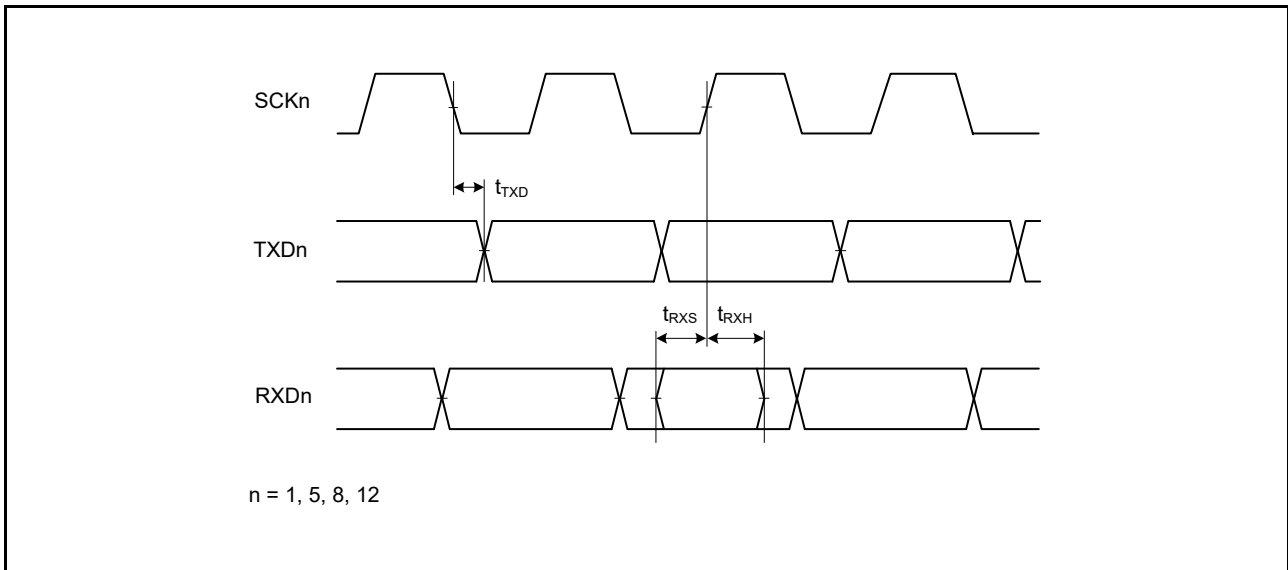 SCKn
tTXD
TXDn
tRXS tRXH
RXDn
n = 1, 5, 8, 12